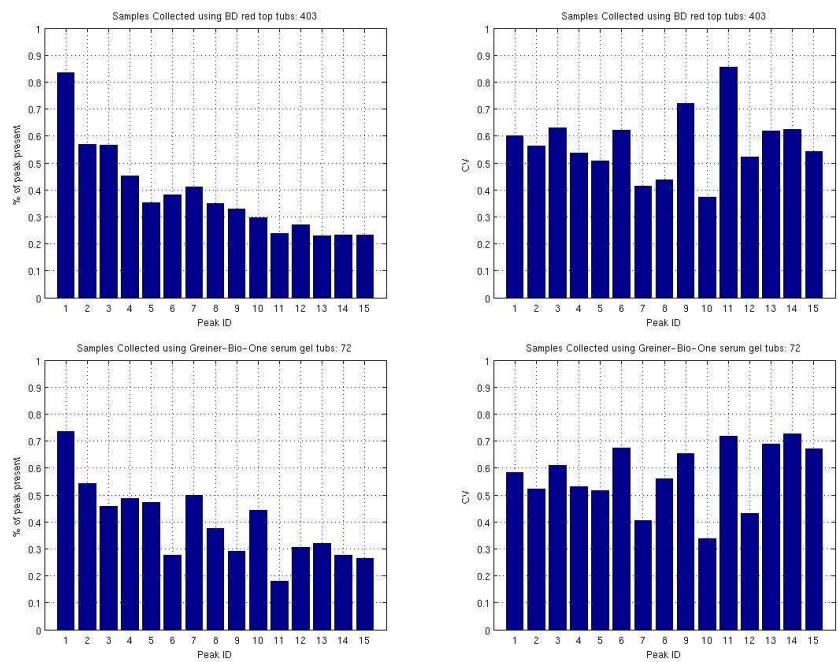 Samples Collected using BD red top tubs: 403
1
0.9
0.8
0.7
0.6
0.5
0.4
0.3
0.2
0.1
0
% of peak present
1 2 3 4 5 6 7 8 9 10 11 12 13 14 15
Peak ID
Samples Collected using BD red top tubs: 403
1
0.9
0.8
0.7
0.6
0.5
0.4
0.3
0.2
0.1
0
CV
1 2 3 4 5 6 7 8 9 10 11 12 13 14 15
Peak ID
Samples Collected using Greiner-Bio-One serum gel tubs: 72
1
0.9
0.8
0.7
0.6
0.5
0.4
0.3
0.2
0.1
0
% of peak present
1 2 3 4 5 6 7 8 9 10 11 12 13 14 15
Peak ID
Samples Collected using Greiner-Bio-One serum gel tubs: 72
1
0.9
0.8
0.7
0.6
0.5
0.4
0.3
0.2
0.1
0
CV
1 2 3 4 5 6 7 8 9 10 11 12 13 14 15
Peak ID